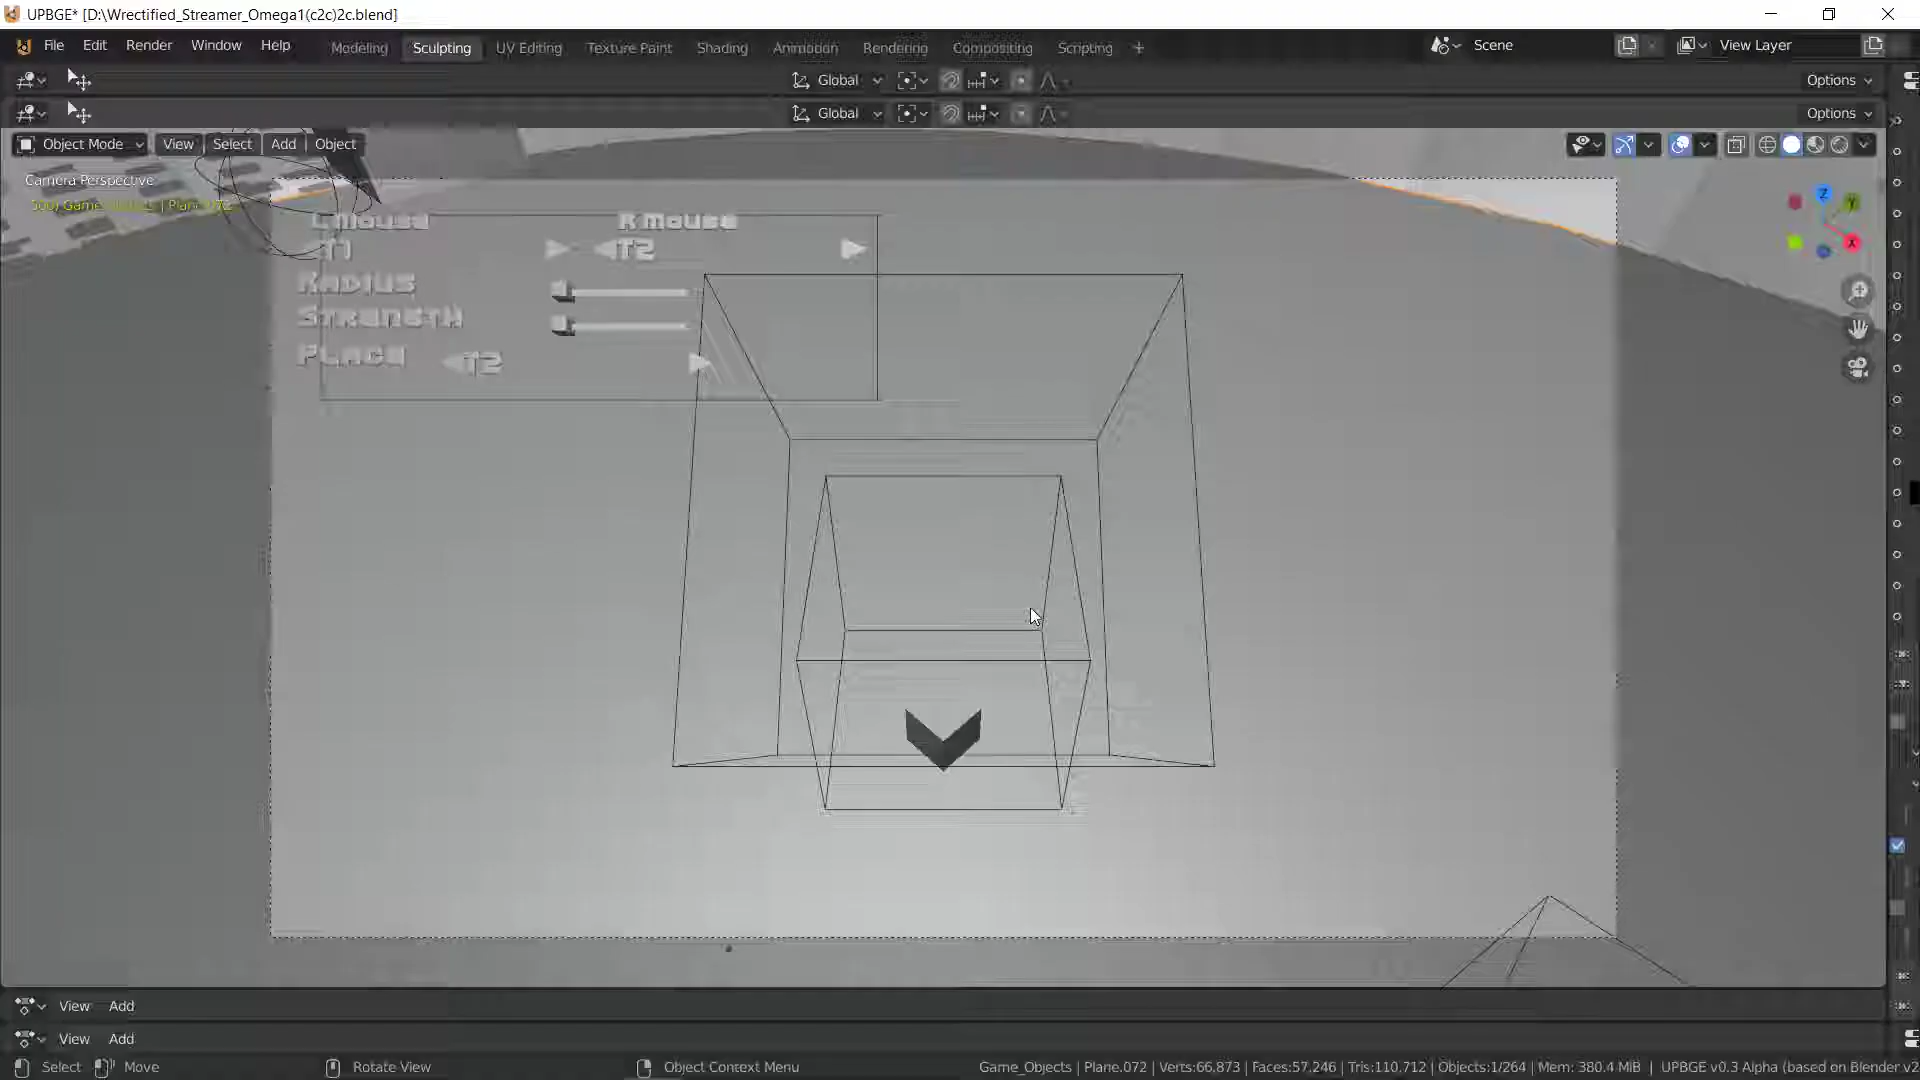 UPBGE* [D:\Wrectified_Streamer_Omega1(c2c)2c.blend]
File Edit Render Window Help Modeling Sculpting UV Editing Texture Paint Shading Animation Rendering Compositing Scripting + Scene View Layer
Global Options
Global Options
Object Mode View Select Add Object
Camera Perspective
Z Y X
L Mouse R Mouse
T1 T2
Radius
Strength
Place T2
View Add
View Add
Select Move Rotate View Object Context Menu Game_Objects | Plane.072 | Verts:66,873 | Faces:57,246 | Tris:110,712 | Objects:1/264 | Mem: 380.4 MiB | UPBGE v0.3 Alpha (based on Blender v2